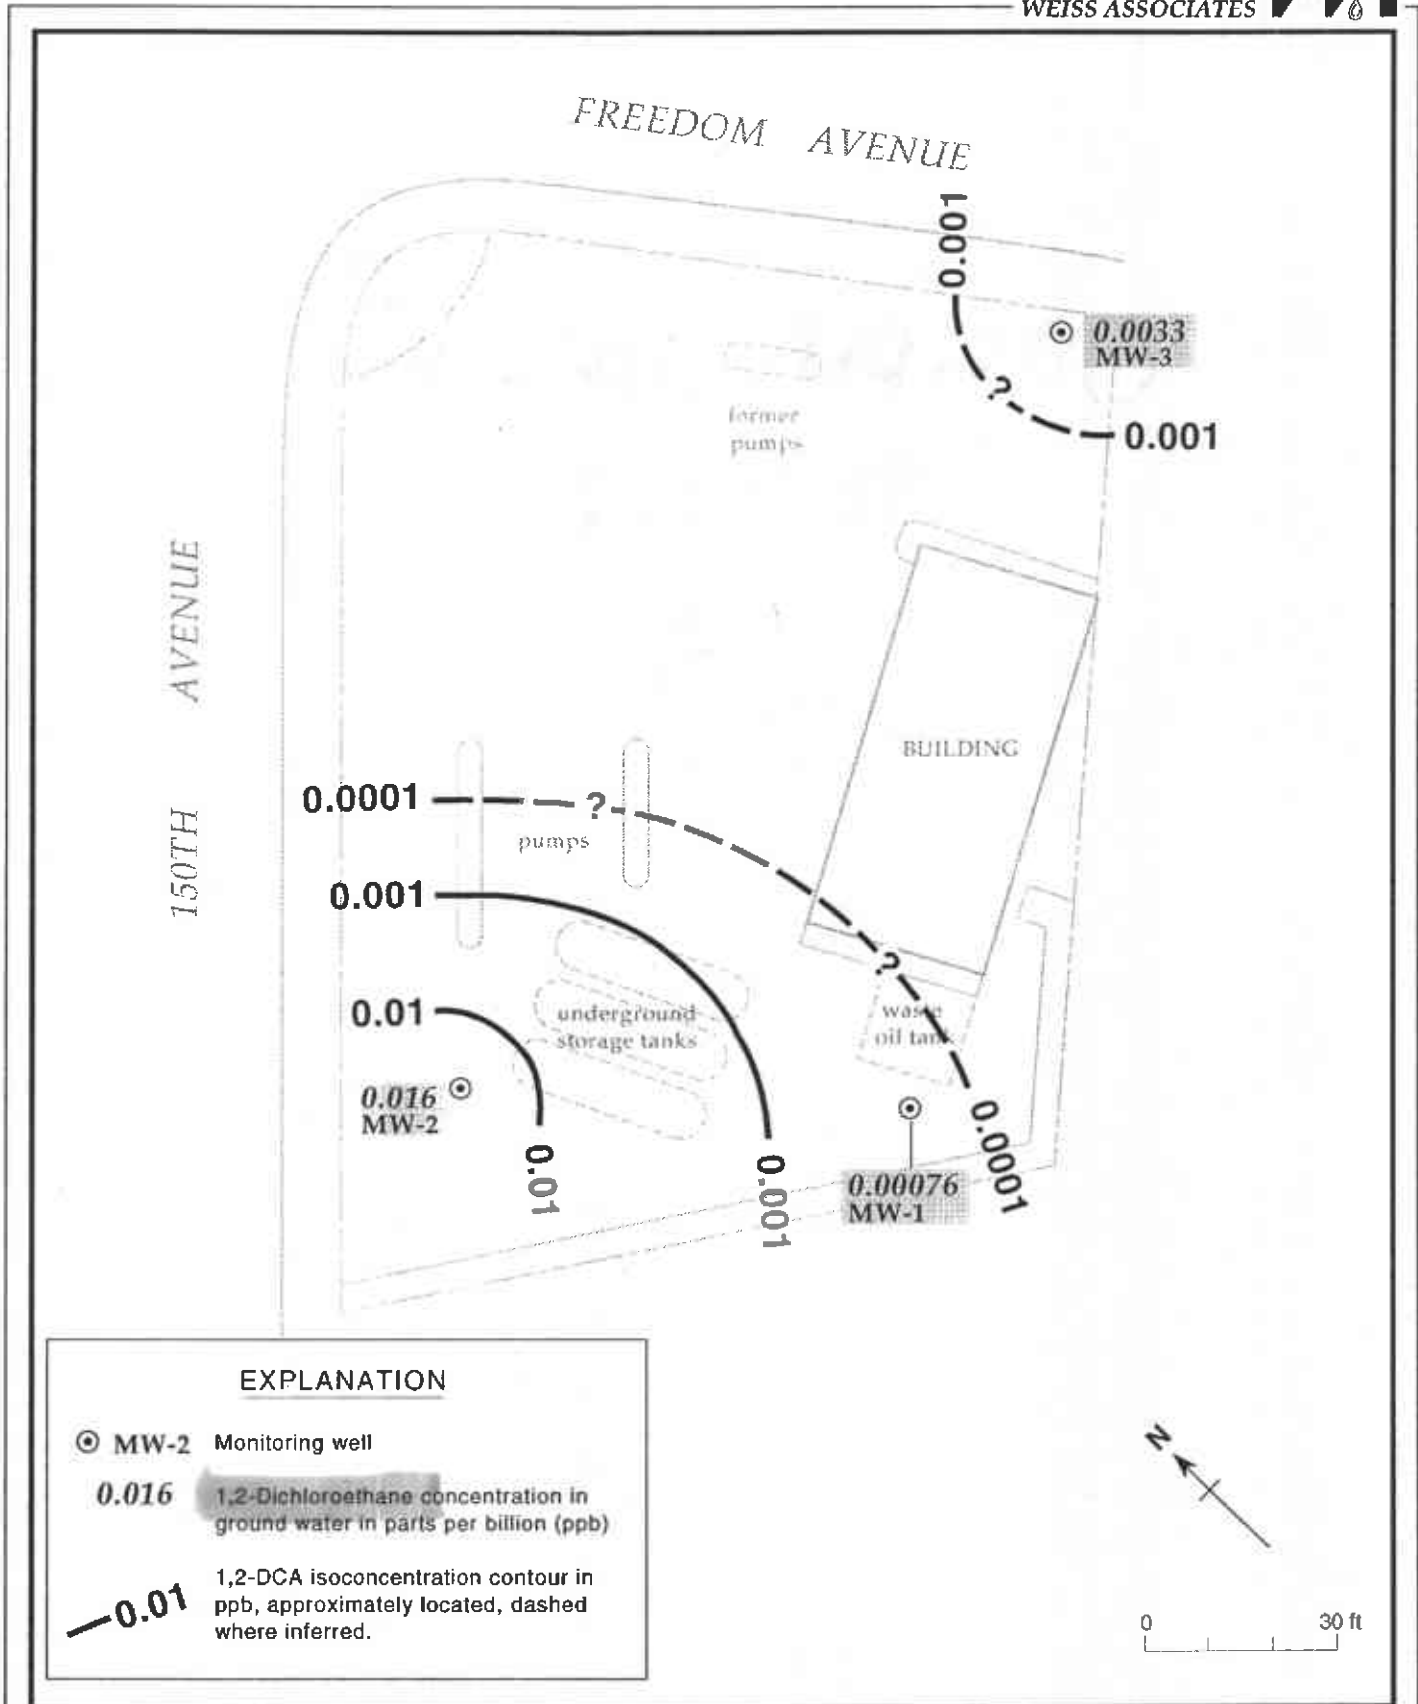 WEISS ASSOCIATES
FREEDOM AVENUE
0.001
0.0033
MW-3
former
pumps
0.001
150TH AVENUE
BUILDING
0.0001
?
?
pumps
0.001
?
0.01
underground
storage tanks
waste
oil tank
0.016
MW-2
0.01
0.001
0.00076
MW-1
0.0001
EXPLANATION
MW-2 Monitoring well
0.016 1,2-Dichloroethane concentration in
ground water in parts per billion (ppb)
0.01 1,2-DCA isoconcentration contour in
ppb, approximately located, dashed
where inferred.
N
0 30 ft